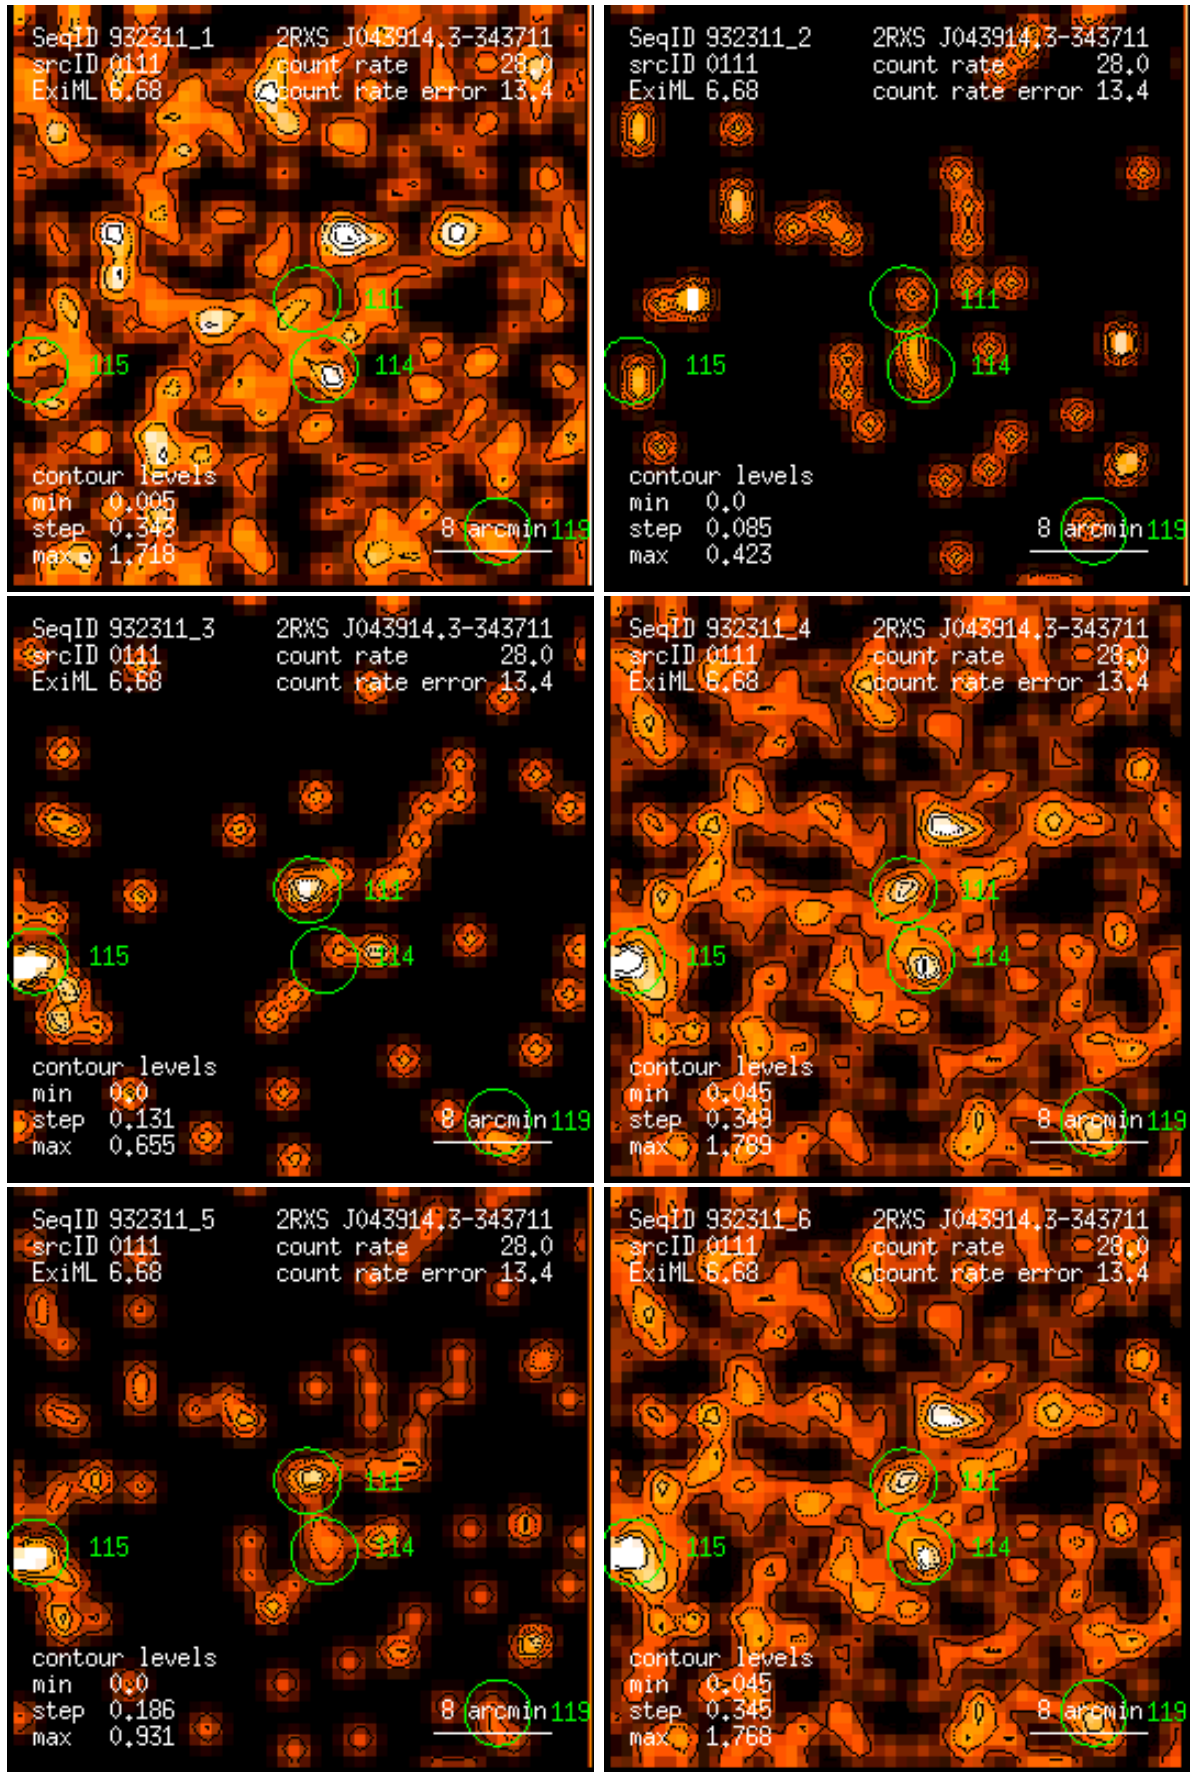 SeqID 932311_1 2RXS J043914.3-343711
srcID 0111 count rate 28.0
ExiML 6.68 count rate error 13.4
111
115 114
contour levels
min 0.005
step 0.343 8 arcmin 119
max 1.718
SeqID 932311_2 2RXS J043914.3-343711
srcID 0111 count rate 28.0
ExiML 6.68 count rate error 13.4
111
115 114
contour levels
min 0.0
step 0.085 8 arcmin 119
max 0.423
SeqID 932311_3 2RXS J043914.3-343711
srcID 0111 count rate 28.0
ExiML 6.68 count rate error 13.4
111
115 114
contour levels
min 0.0
step 0.131 8 arcmin 119
max 0.655
SeqID 932311_4 2RXS J043914.3-343711
srcID 0111 count rate 28.0
ExiML 6.68 count rate error 13.4
111
115 114
contour levels
min 0.045
step 0.349 8 arcmin 119
max 1.789
SeqID 932311_5 2RXS J043914.3-343711
srcID 0111 count rate 28.0
ExiML 6.68 count rate error 13.4
111
115 114
contour levels
min 0.0
step 0.186 8 arcmin 119
max 0.931
SeqID 932311_6 2RXS J043914.3-343711
srcID 0111 count rate 28.0
ExiML 6.68 count rate error 13.4
111
115 114
contour levels
min 0.045
step 0.345 8 arcmin 119
max 1.768